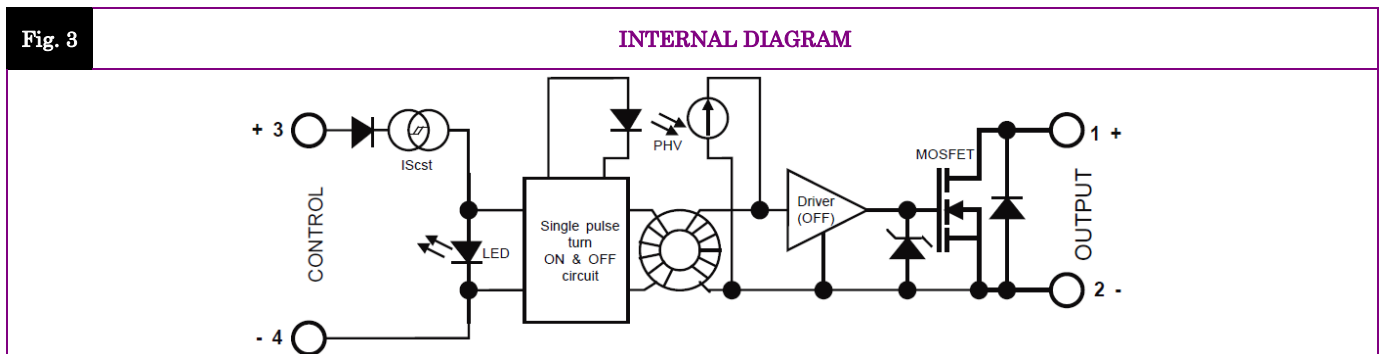 Fig. 3
INTERNAL DIAGRAM
+ 3
IScst
CONTROL
LED
- 4
PHV
Single pulse
turn
ON & OFF
circuit
Driver
(OFF)
MOSFET
1 +
OUTPUT
2 -